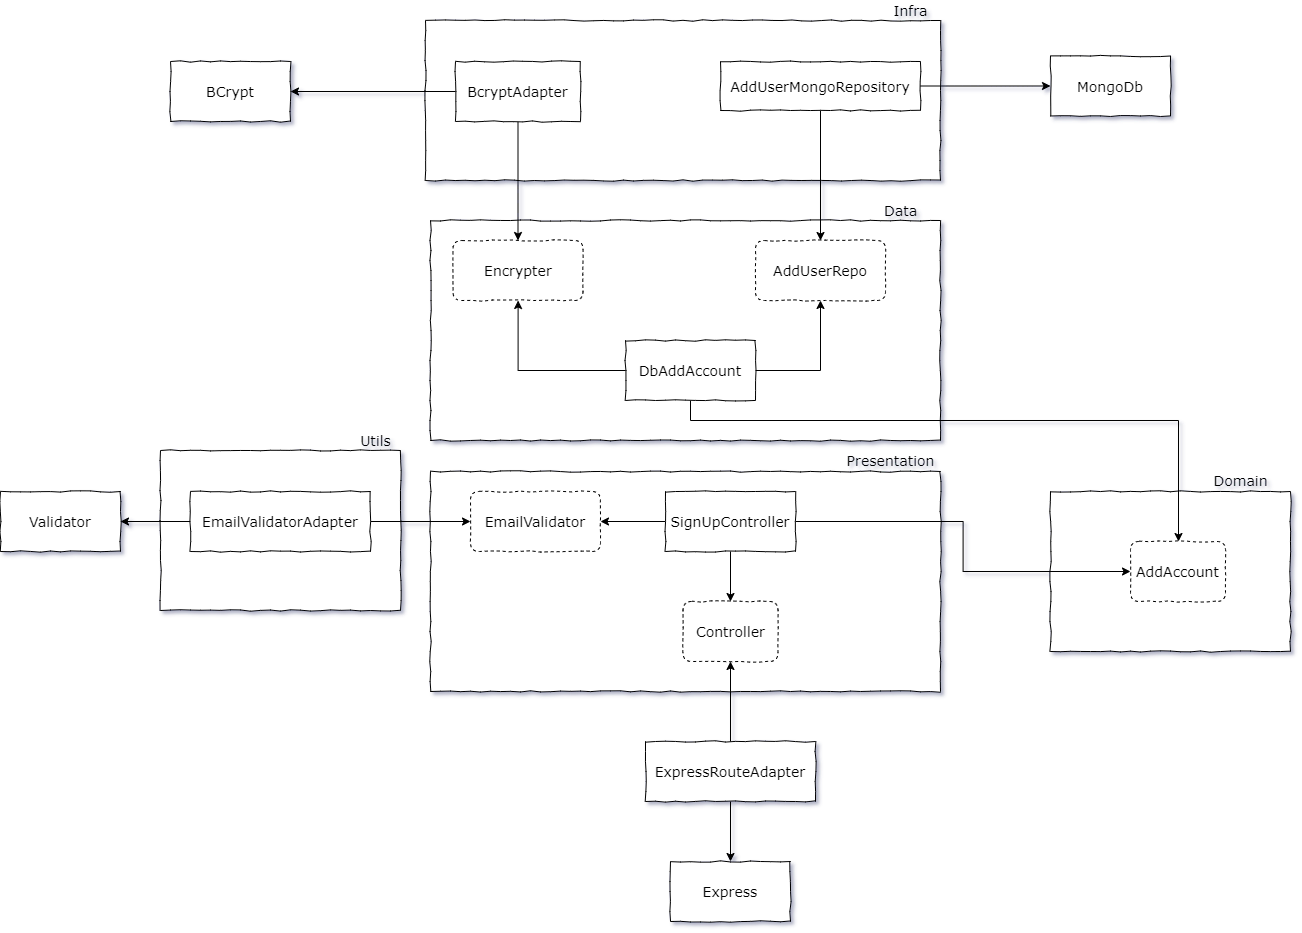 Infra
BCrypt
BcryptAdapter
AddUserMongoRepository
MongoDb
Data
Encrypter
AddUserRepo
DbAddAccount
Utils
Presentation
Domain
Validator
EmailValidatorAdapter
EmailValidator
SignUpController
AddAccount
Controller
ExpressRouteAdapter
Express